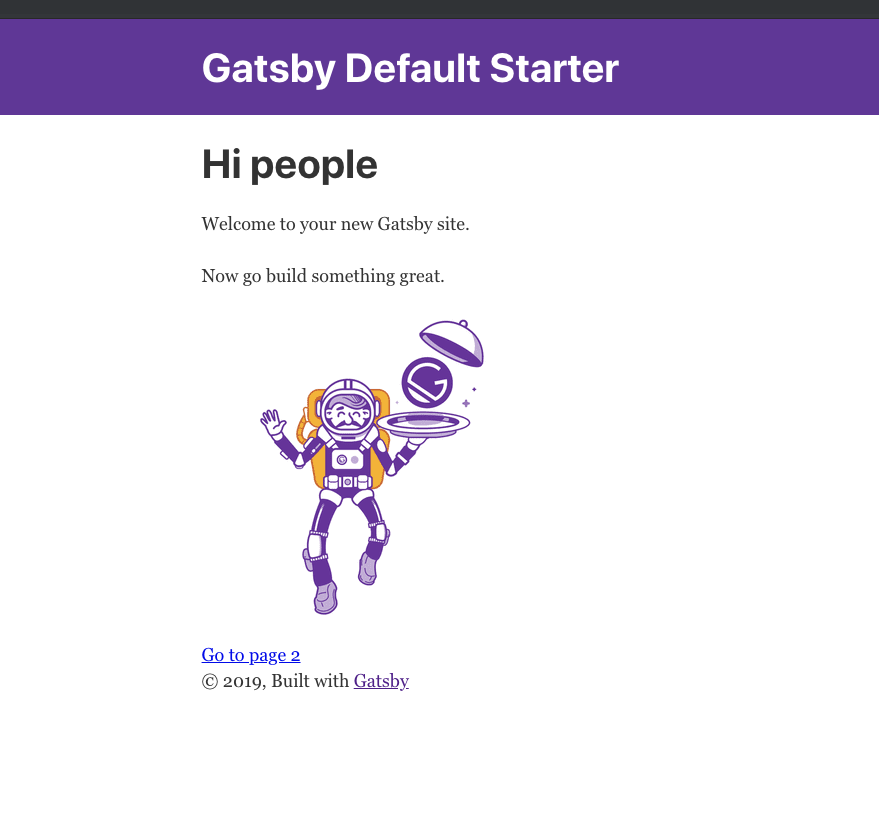 Gatsby Default Starter
Hi people
Welcome to your new Gatsby site.
Now go build something great.
Go to page 2
© 2019, Built with Gatsby